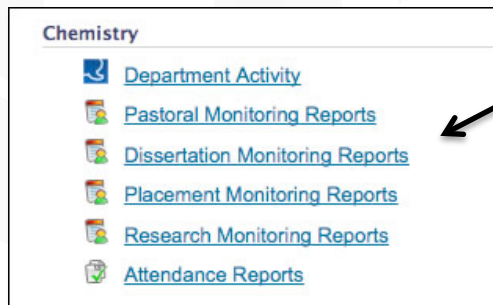 Chemistry
Department Activity
Pastoral Monitoring Reports
Dissertation Monitoring Reports
Placement Monitoring Reports
Research Monitoring Reports
Attendance Reports